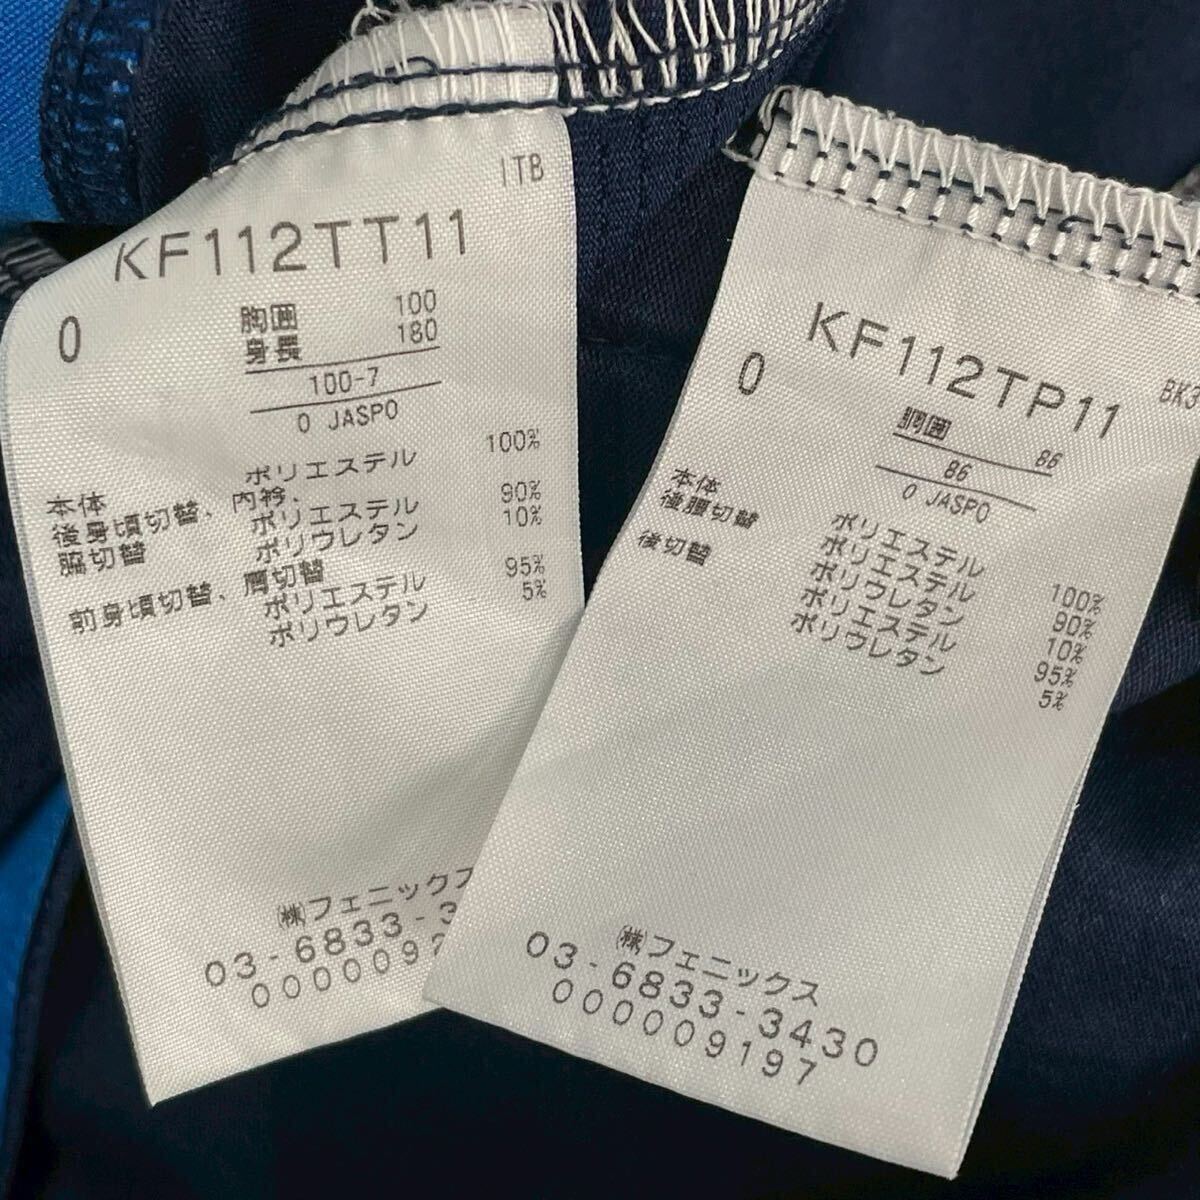 ITB
KF112TT11
0
胸囲 100
身長 180
100-7
0 JASPO
ポリエステル 100%
本体
後身頃切替、内衿、
脇切替
ポリエステル 90%
ポリウレタン 10%
前身頃切替、肩切替
ポリエステル 95%
ポリウレタン 5%
㈱フェニックス
03-6833-3
0000092
KF112TP11
BK3
0
胴囲 86
86
0 JASPO
本体 ポリエステル 100%
後腰切替 ポリエステル 90%
ポリウレタン 10%
後切替 ポリエステル 95%
ポリウレタン 5%
㈱フェニックス
03-6833-3430
000009197